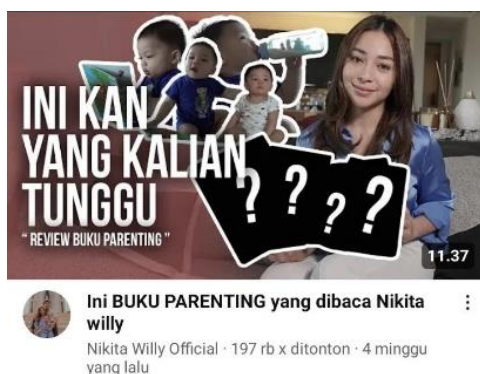 INI KAN
YANG KALIAN
TUNGGU
" REVIEW BUKU PARENTING "
? ? ? ?
11.37
Ini BUKU PARENTING yang dibaca Nikita
willy
Nikita Willy Official · 197 rb x ditonton · 4 minggu
yang lalu